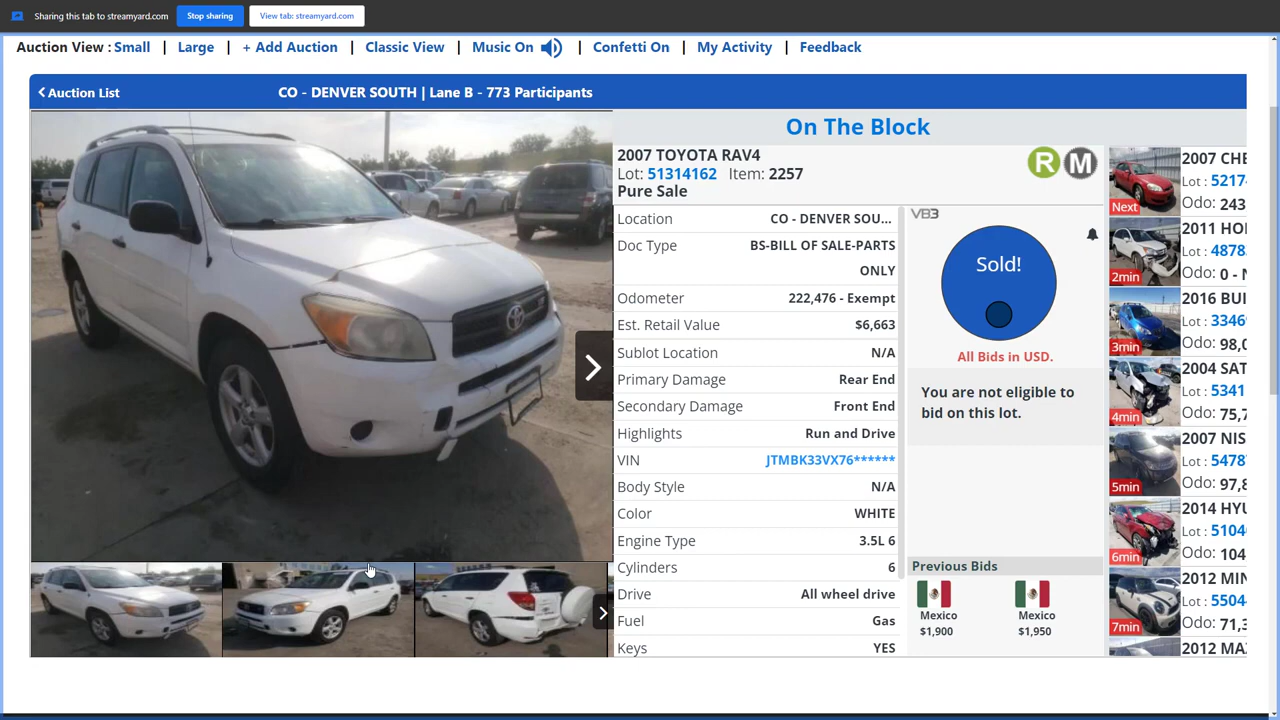 Sharing this tab to streamyard.com
Stop sharing
View tab: streamyard.com
Auction View : Small | Large | + Add Auction | Classic View | Music On | Confetti On | My Activity | Feedback
Auction List
CO - DENVER SOUTH | Lane B - 773 Participants
On The Block
2007 TOYOTA RAV4
Lot: 51314162 Item: 2257
Pure Sale
R M
Location CO - DENVER SOU...
Doc Type BS-BILL OF SALE-PARTS
ONLY
Odometer 222,476 - Exempt
Est. Retail Value $6,663
Sublot Location N/A
Primary Damage Rear End
Secondary Damage Front End
Highlights Run and Drive
VIN JTMBK33VX76******
Body Style N/A
Color WHITE
Engine Type 3.5L 6
Cylinders 6
Drive All wheel drive
Fuel Gas
Keys YES
VB3
Sold!
All Bids in USD.
You are not eligible to
bid on this lot.
Previous Bids
Mexico
$1,900
Mexico
$1,950
2007 CHE
Lot : 5217
Odo: 243
Next
2011 HO
Lot : 4878
Odo: 0 - N
2min
2016 BUI
Lot : 3346
Odo: 98,0
3min
2004 SAT
Lot : 5341
Odo: 75,7
4min
2007 NIS
Lot : 5478
Odo: 97,8
5min
2014 HYU
Lot : 5104
Odo: 104
6min
2012 MIN
Lot : 5504
Odo: 71,3
7min
2012 MA